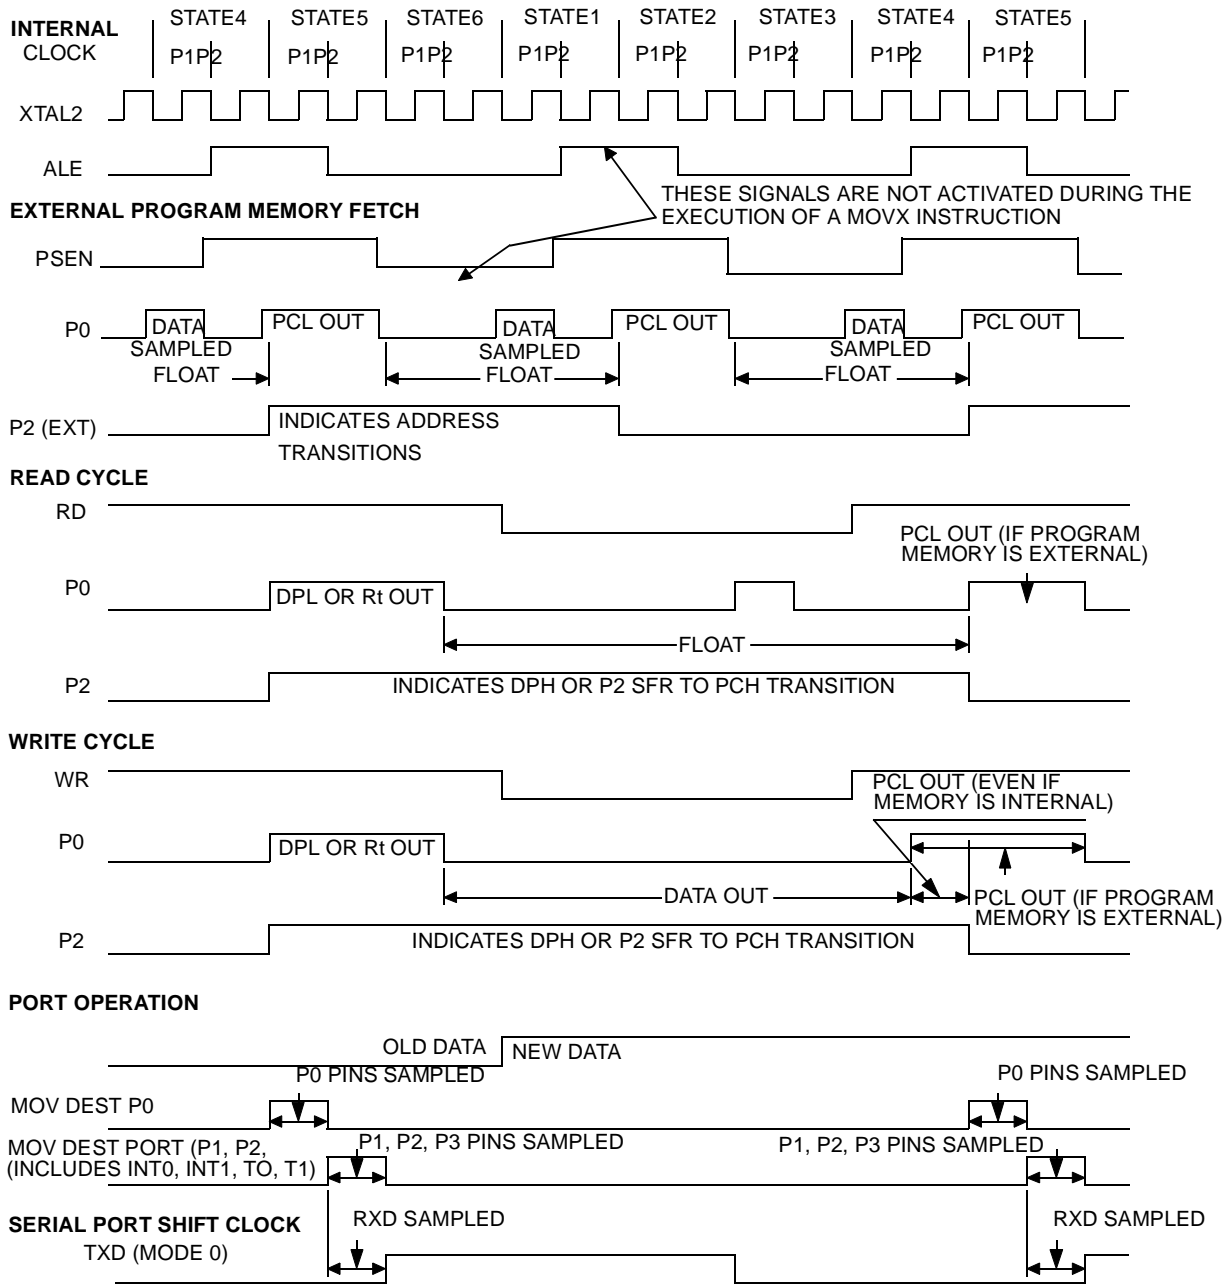 INTERNAL
CLOCK
STATE4 STATE5 STATE6 STATE1 STATE2 STATE3 STATE4 STATE5
P1P2 P1P2 P1P2 P1P2 P1P2 P1P2 P1P2 P1P2
XTAL2
ALE
THESE SIGNALS ARE NOT ACTIVATED DURING THE
EXECUTION OF A MOVX INSTRUCTION
EXTERNAL PROGRAM MEMORY FETCH
PSEN
P0
DATA PCL OUT DATA PCL OUT DATA PCL OUT
SAMPLED SAMPLED SAMPLED
FLOAT FLOAT FLOAT
P2 (EXT)
INDICATES ADDRESS
TRANSITIONS
READ CYCLE
RD
PCL OUT (IF PROGRAM
MEMORY IS EXTERNAL)
P0
DPL OR Rt OUT
FLOAT
P2
INDICATES DPH OR P2 SFR TO PCH TRANSITION
WRITE CYCLE
WR
PCL OUT (EVEN IF
MEMORY IS INTERNAL)
P0
DPL OR Rt OUT
DATA OUT
PCL OUT (IF PROGRAM
MEMORY IS EXTERNAL)
P2
INDICATES DPH OR P2 SFR TO PCH TRANSITION
PORT OPERATION
OLD DATA NEW DATA
P0 PINS SAMPLED P0 PINS SAMPLED
MOV DEST P0
MOV DEST PORT (P1, P2,
(INCLUDES INT0, INT1, TO, T1)
P1, P2, P3 PINS SAMPLED P1, P2, P3 PINS SAMPLED
SERIAL PORT SHIFT CLOCK
TXD (MODE 0)
RXD SAMPLED RXD SAMPLED